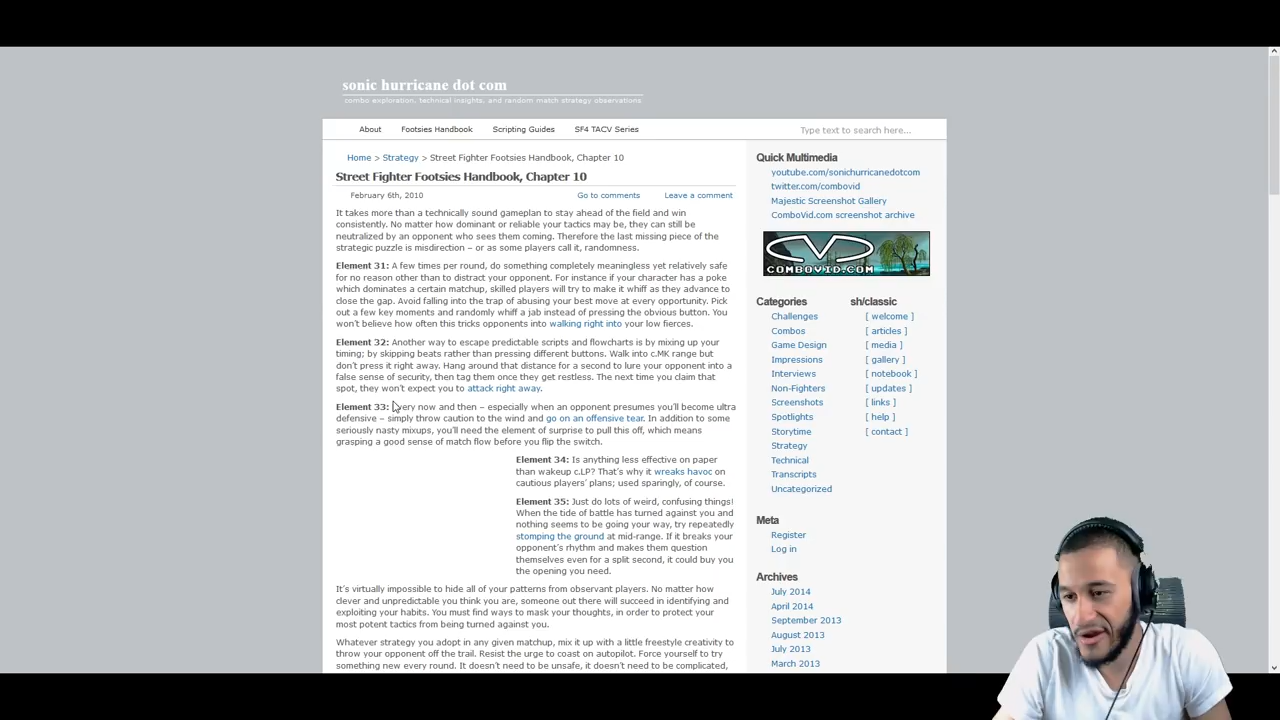 sonic hurricane dot com
combo exploration, technical insights, and random match strategy observations
About Footsies Handbook Scripting Guides SF4 TACV Series
Type text to search here...
Home > Strategy > Street Fighter Footsies Handbook, Chapter 10
Street Fighter Footsies Handbook, Chapter 10
February 6th, 2010 Go to comments Leave a comment
It takes more than a technically sound gameplan to stay ahead of the field and win
consistently. No matter how dominant or reliable your tactics may be, they can still be
neutralized by an opponent who sees them coming. Therefore the last missing piece of the
strategic puzzle is misdirection – or as some players call it, randomness.
Element 31: A few times per round, do something completely meaningless yet relatively safe
for no reason other than to distract your opponent. For instance if your character has a poke
which dominates a certain matchup, skilled players will try to make it whiff as they advance to
close the gap. Avoid falling into the trap of abusing your best move at every opportunity. Pick
out a few key moments and randomly whiff a jab instead of pressing the obvious button. You
won't believe how often this tricks opponents into walking right into your low fierces.
Element 32: Another way to escape predictable scripts and flowcharts is by mixing up your
timing; by skipping beats rather than pressing different buttons. Walk into c.MK range but
don't press it right away. Hang around that distance for a second to lure your opponent into a
false sense of security, then tag them once they get restless. The next time you claim that
spot, they won't expect you to attack right away.
Element 33: Every now and then – especially when an opponent presumes you'll become ultra
defensive – simply throw caution to the wind and go on an offensive tear. In addition to some
seriously nasty mixups, you'll need the element of surprise to pull this off, which means
grasping a good sense of match flow before you flip the switch.
Element 34: Is anything less effective on paper
than wakeup c.LP? That's why it wreaks havoc on
cautious players' plans; used sparingly, of course.
Element 35: Just do lots of weird, confusing things!
When the tide of battle has turned against you and
nothing seems to be going your way, try repeatedly
stomping the ground at mid-range. If it breaks your
opponent's rhythm and makes them question
themselves even for a split second, it could buy you
the opening you need.
It's virtually impossible to hide all of your patterns from observant players. No matter how
clever and unpredictable you think you are, someone out there will succeed in identifying and
exploiting your habits. You must find ways to mask your thoughts, in order to protect your
most potent tactics from being turned against you.
Whatever strategy you adopt in any given matchup, mix it up with a little freestyle creativity to
throw your opponent off the trail. Resist the urge to coast on autopilot. Force yourself to try
something new every round. It doesn't need to be unsafe, it doesn't need to be complicated,
Quick Multimedia
youtube.com/sonichurricanedotcom
twitter.com/combovid
Majestic Screenshot Gallery
ComboVid.com screenshot archive
COMBOVID.COM
Categories
Challenges
Combos
Game Design
Impressions
Interviews
Non-Fighters
Screenshots
Spotlights
Storytime
Strategy
Technical
Transcripts
Uncategorized
sh/classic
[ welcome ]
[ articles ]
[ media ]
[ gallery ]
[ notebook ]
[ updates ]
[ links ]
[ help ]
[ contact ]
Meta
Register
Log in
Archives
July 2014
April 2014
September 2013
August 2013
July 2013
March 2013